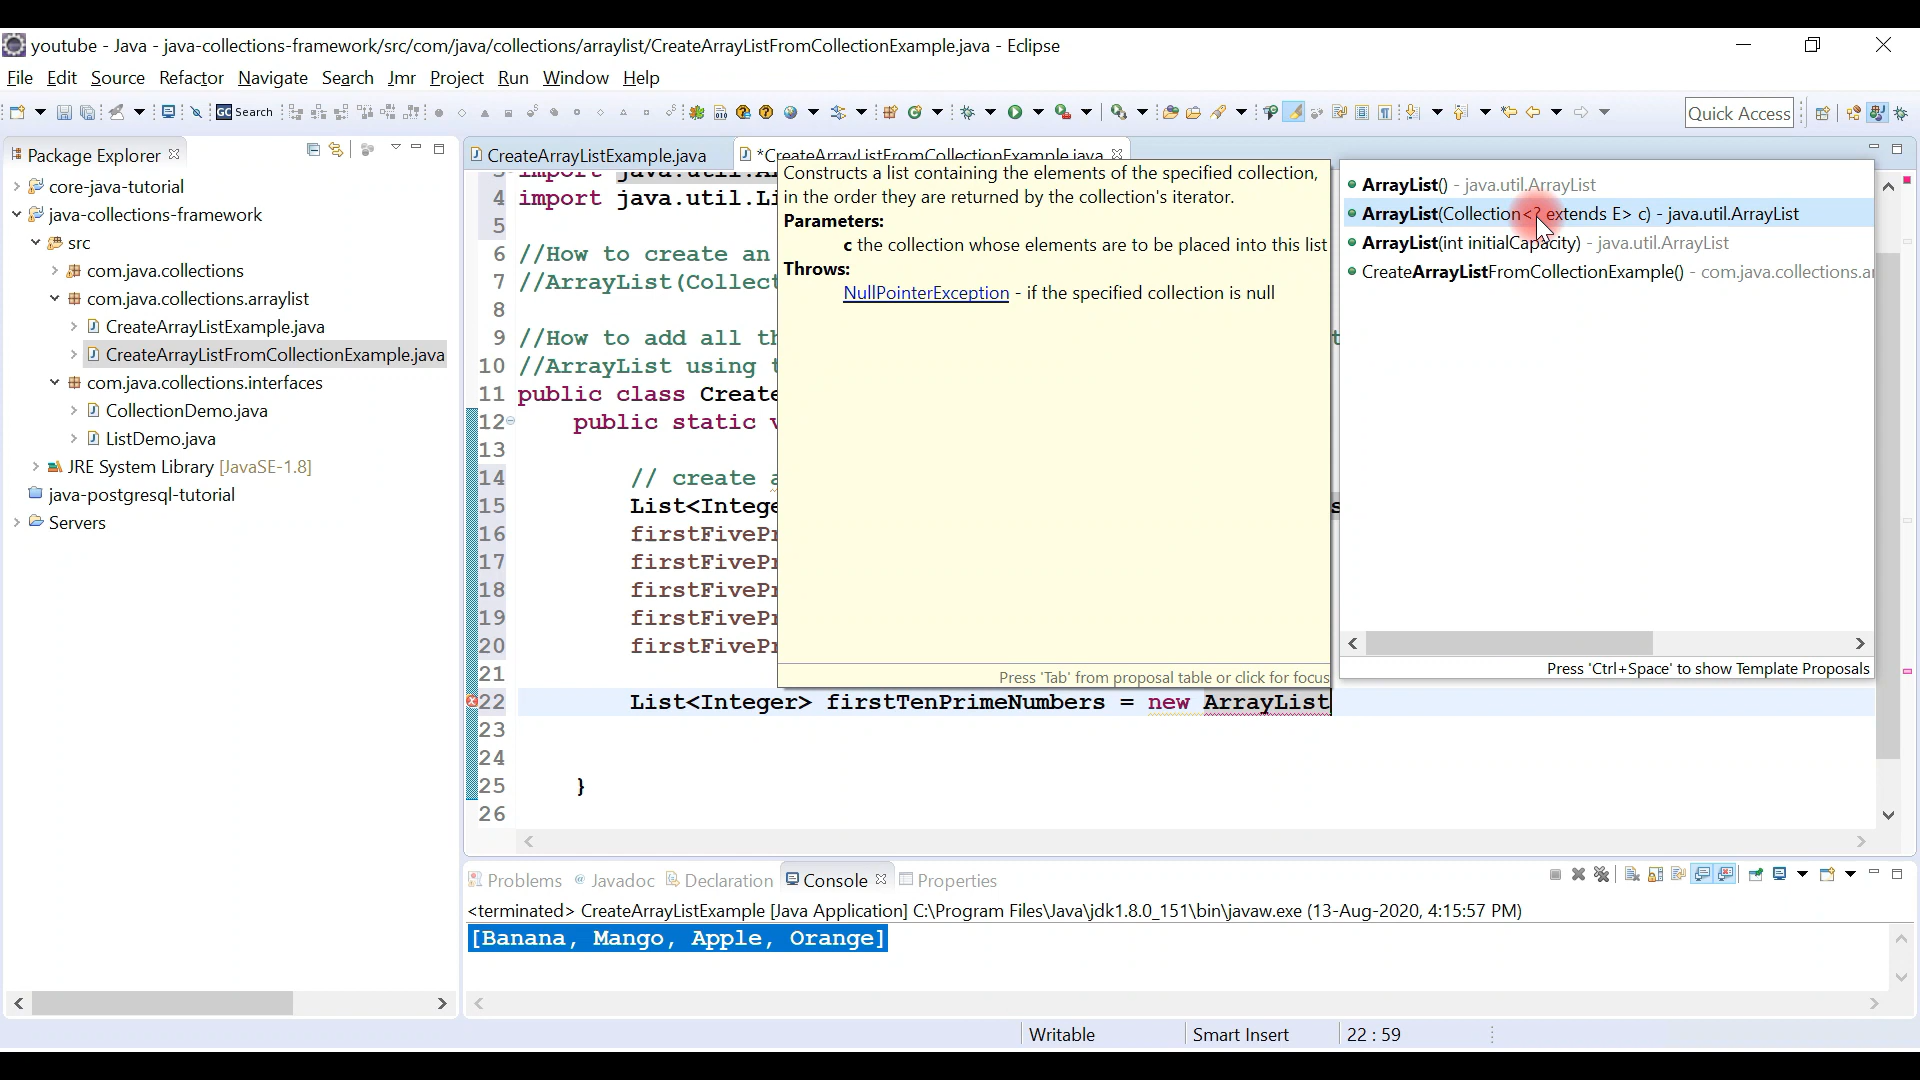 youtube - Java - java-collections-framework/src/com/java/collections/arraylist/CreateArrayListFromCollectionExample.java - Eclipse
File Edit Source Refactor Navigate Search Jmr Project Run Window Help
GC Search Quick Access
Package Explorer
core-java-tutorial
java-collections-framework
src
com.java.collections
com.java.collections.arraylist
CreateArrayListExample.java
CreateArrayListFromCollectionExample.java
com.java.collections.interfaces
CollectionDemo.java
ListDemo.java
JRE System Library [JavaSE-1.8]
java-postgresql-tutorial
Servers
CreateArrayListExample.java *CreateArrayListFromCollectionExample.java
4 import java.util.Li
5
6 //How to create an
7 //ArrayList(Collect
8
9 //How to add all th
10 //ArrayList using t
11 public class Create
12 public static v
13
14 // create a
15 List<Intege
16 firstFivePr
17 firstFivePr
18 firstFivePr
19 firstFivePr
20 firstFivePr
21
22 List<Integer> firstTenPrimeNumbers = new ArrayList
23
24
25 }
26
Constructs a list containing the elements of the specified collection,
in the order they are returned by the collection's iterator.
Parameters:
c the collection whose elements are to be placed into this list
Throws:
NullPointerException - if the specified collection is null
Press 'Tab' from proposal table or click for focus
ArrayList() - java.util.ArrayList
ArrayList(Collection<? extends E> c) - java.util.ArrayList
ArrayList(int initialCapacity) - java.util.ArrayList
CreateArrayListFromCollectionExample() - com.java.collections.ar
Press 'Ctrl+Space' to show Template Proposals
Problems @ Javadoc Declaration Console Properties
<terminated> CreateArrayListExample [Java Application] C:\Program Files\Java\jdk1.8.0_151\bin\javaw.exe (13-Aug-2020, 4:15:57 PM)
[Banana, Mango, Apple, Orange]
Writable Smart Insert 22 : 59